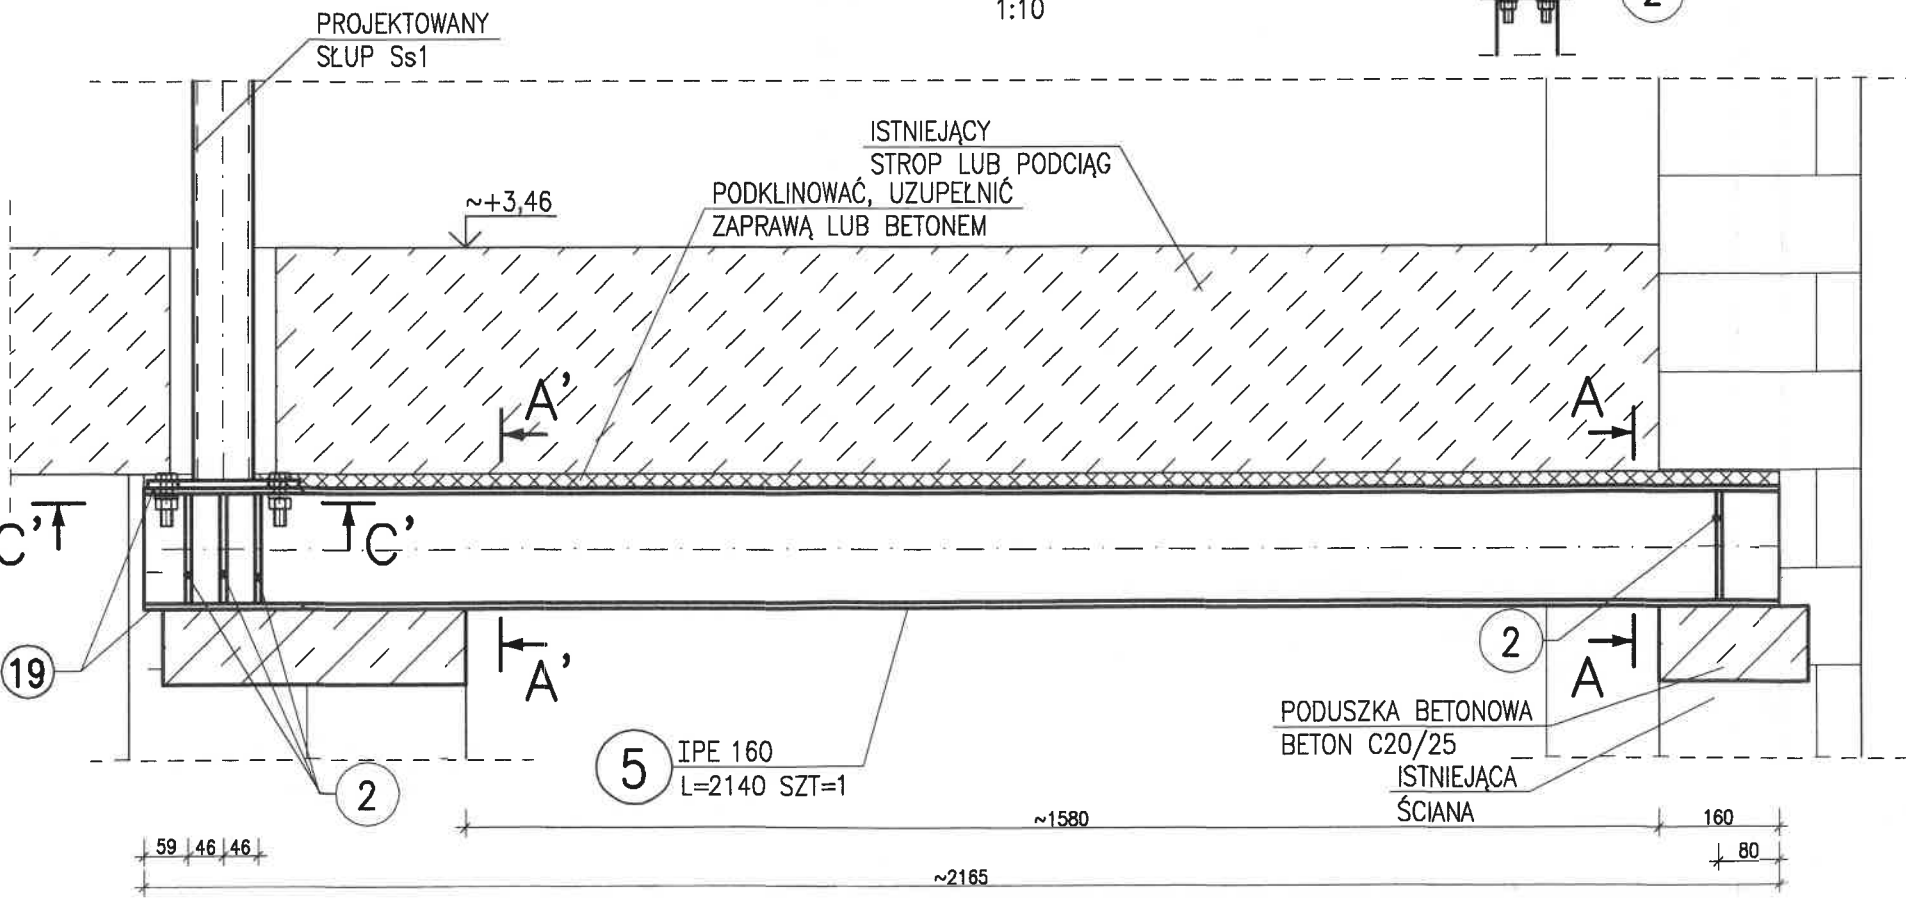 1:10
2
PROJEKTOWANY
SŁUP Ss1
ISTNIEJĄCY
STROP LUB PODCIĄG
PODKLINOWAĆ, UZUPEŁNIĆ
ZAPRAWĄ LUB BETONEM
~+3,46
A'
A
C'
C'
19
A'
2
A
PODUSZKA BETONOWA
BETON C20/25
5
IPE 160
L=2140 SZT=1
ISTNIEJĄCA
ŚCIANA
2
~1580
160
59
46
46
80
~2165